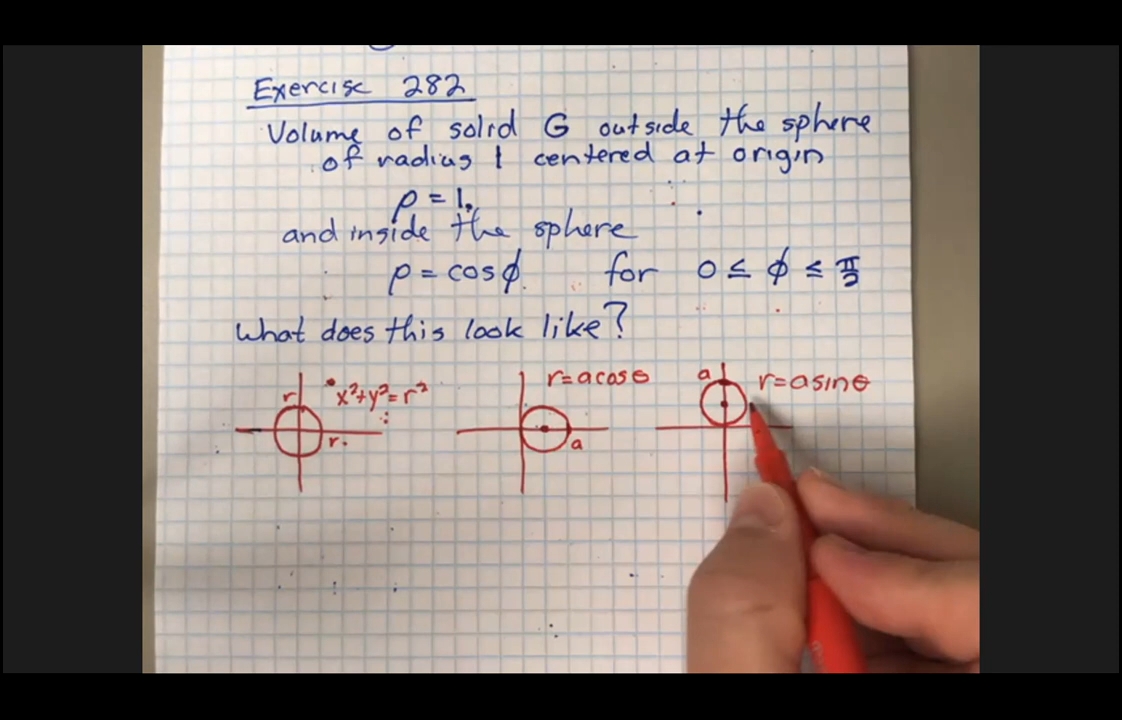 Exercise 282
Volume of solid G outside the sphere
of radius 1 centered at origin
ρ = 1,
and inside the sphere
ρ = cos ϕ for 0 ≤ ϕ ≤ π/2
What does this look like?
r x²+y²=r²
r
r=acosθ
a
a r=asinθ